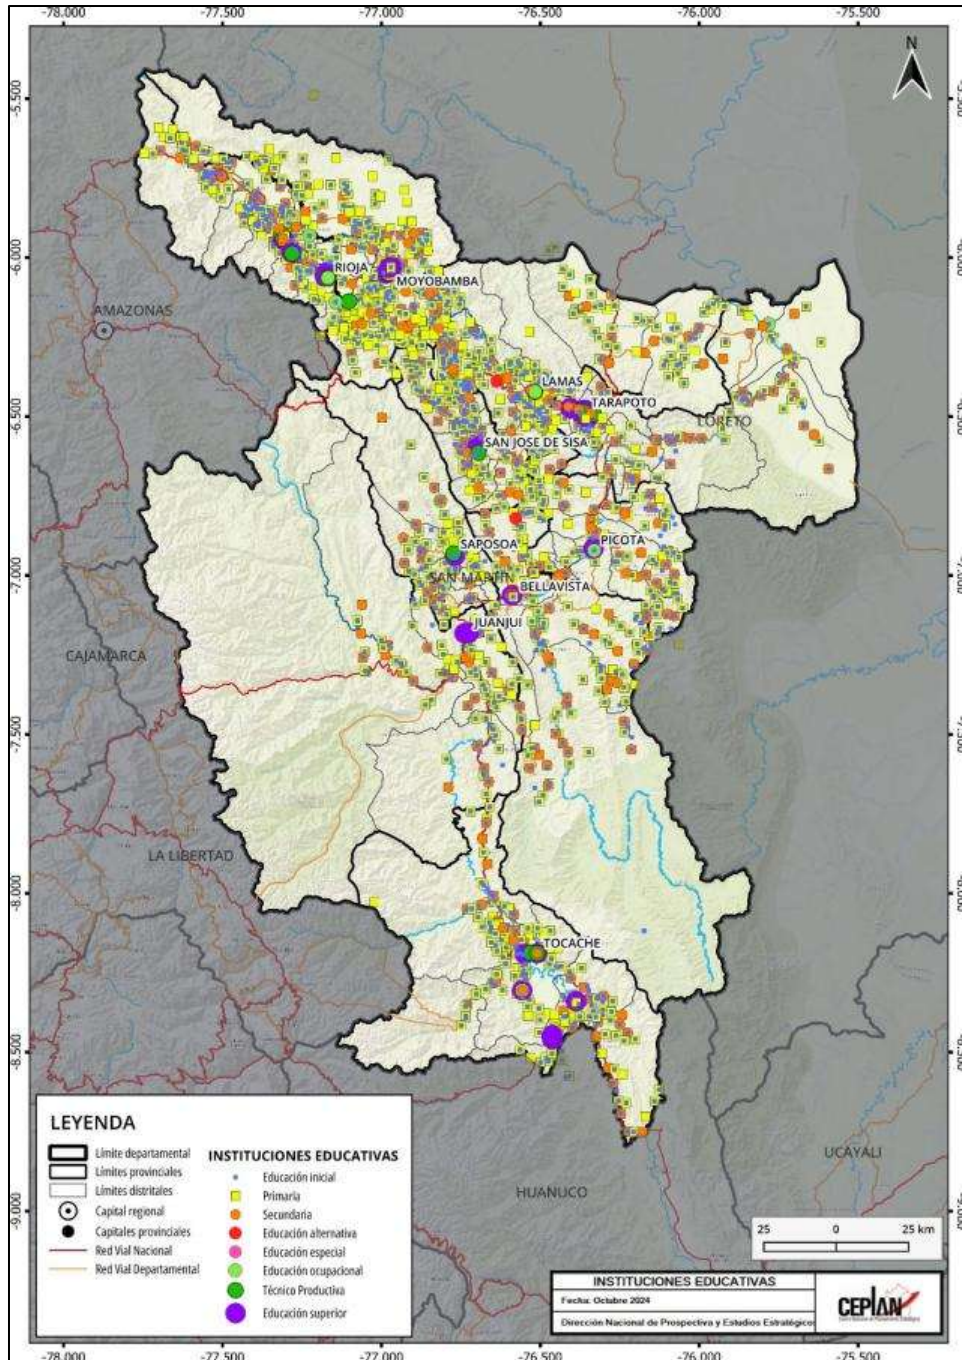 -78.000 -77.500 -77.000 -76.500 -76.000 -75.500
N
-5.500
-6.000
-6.500
-7.000
-7.500
-8.000
-8.500
-9.000
RIOJA
MOYOBAMBA
AMAZONAS
LAMAS
TARAPOTO
LORETO
SAN JOSE DE SISA
SAPOSOA
PICOTA
SAN MARTIN
BELLAVISTA
JUANJUI
CAJAMARCA
LA LIBERTAD
TOCACHE
UCAYALI
HUANUCO
LEYENDA
Límite departamental
Límites provinciales
Límites distritales
Capital regional
Capitales provinciales
Red Vial Nacional
Red Vial Departamental
INSTITUCIONES EDUCATIVAS
Educación inicial
Primaria
Secundaria
Educación alternativa
Educación especial
Educación ocupacional
Técnico Productiva
Educación superior
25 0 25 km
INSTITUCIONES EDUCATIVAS
Fecha: Octubre 2024
Dirección Nacional de Prospectiva y Estudios Estratégicos
CEPLAN
-78.000 -77.500 -77.000 -76.500 -76.000 -75.500